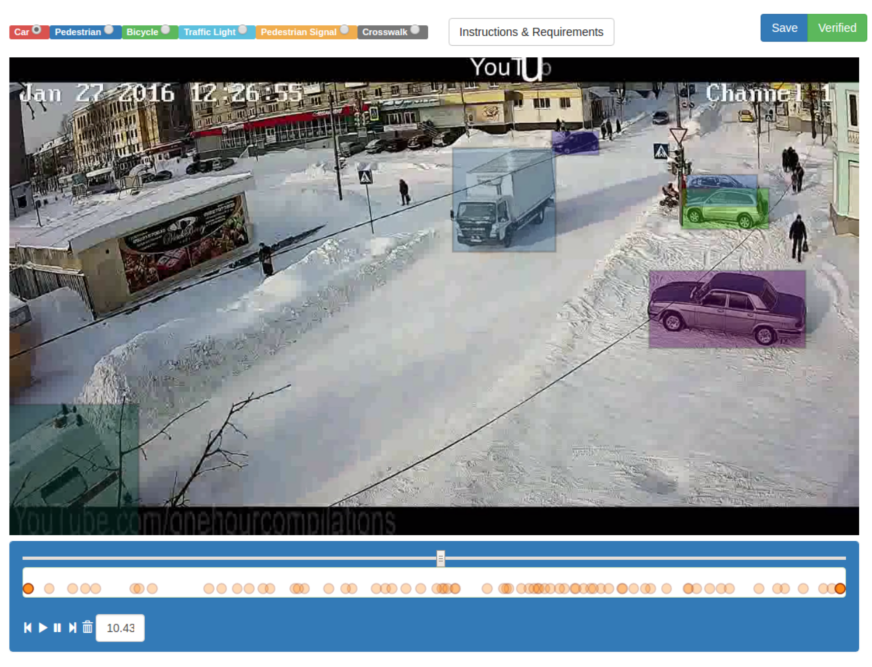 Car Pedestrian Bicycle Traffic Light Pedestrian Signal Crosswalk Instructions & Requirements Save Verified
YouTub
Jan 27 2016 12:26:55 Channel 1
YouTube.com/onehourcompilations
10.43